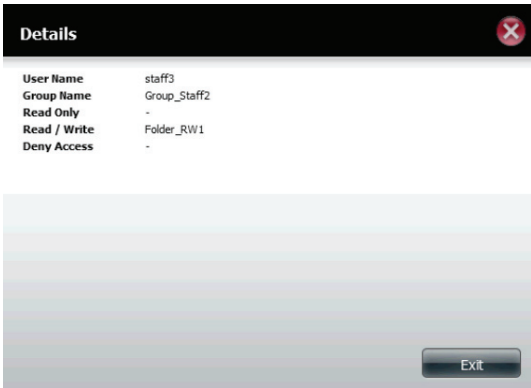 Details
User Name staff3
Group Name Group_Staff2
Read Only -
Read / Write Folder_RW1
Deny Access -
Exit